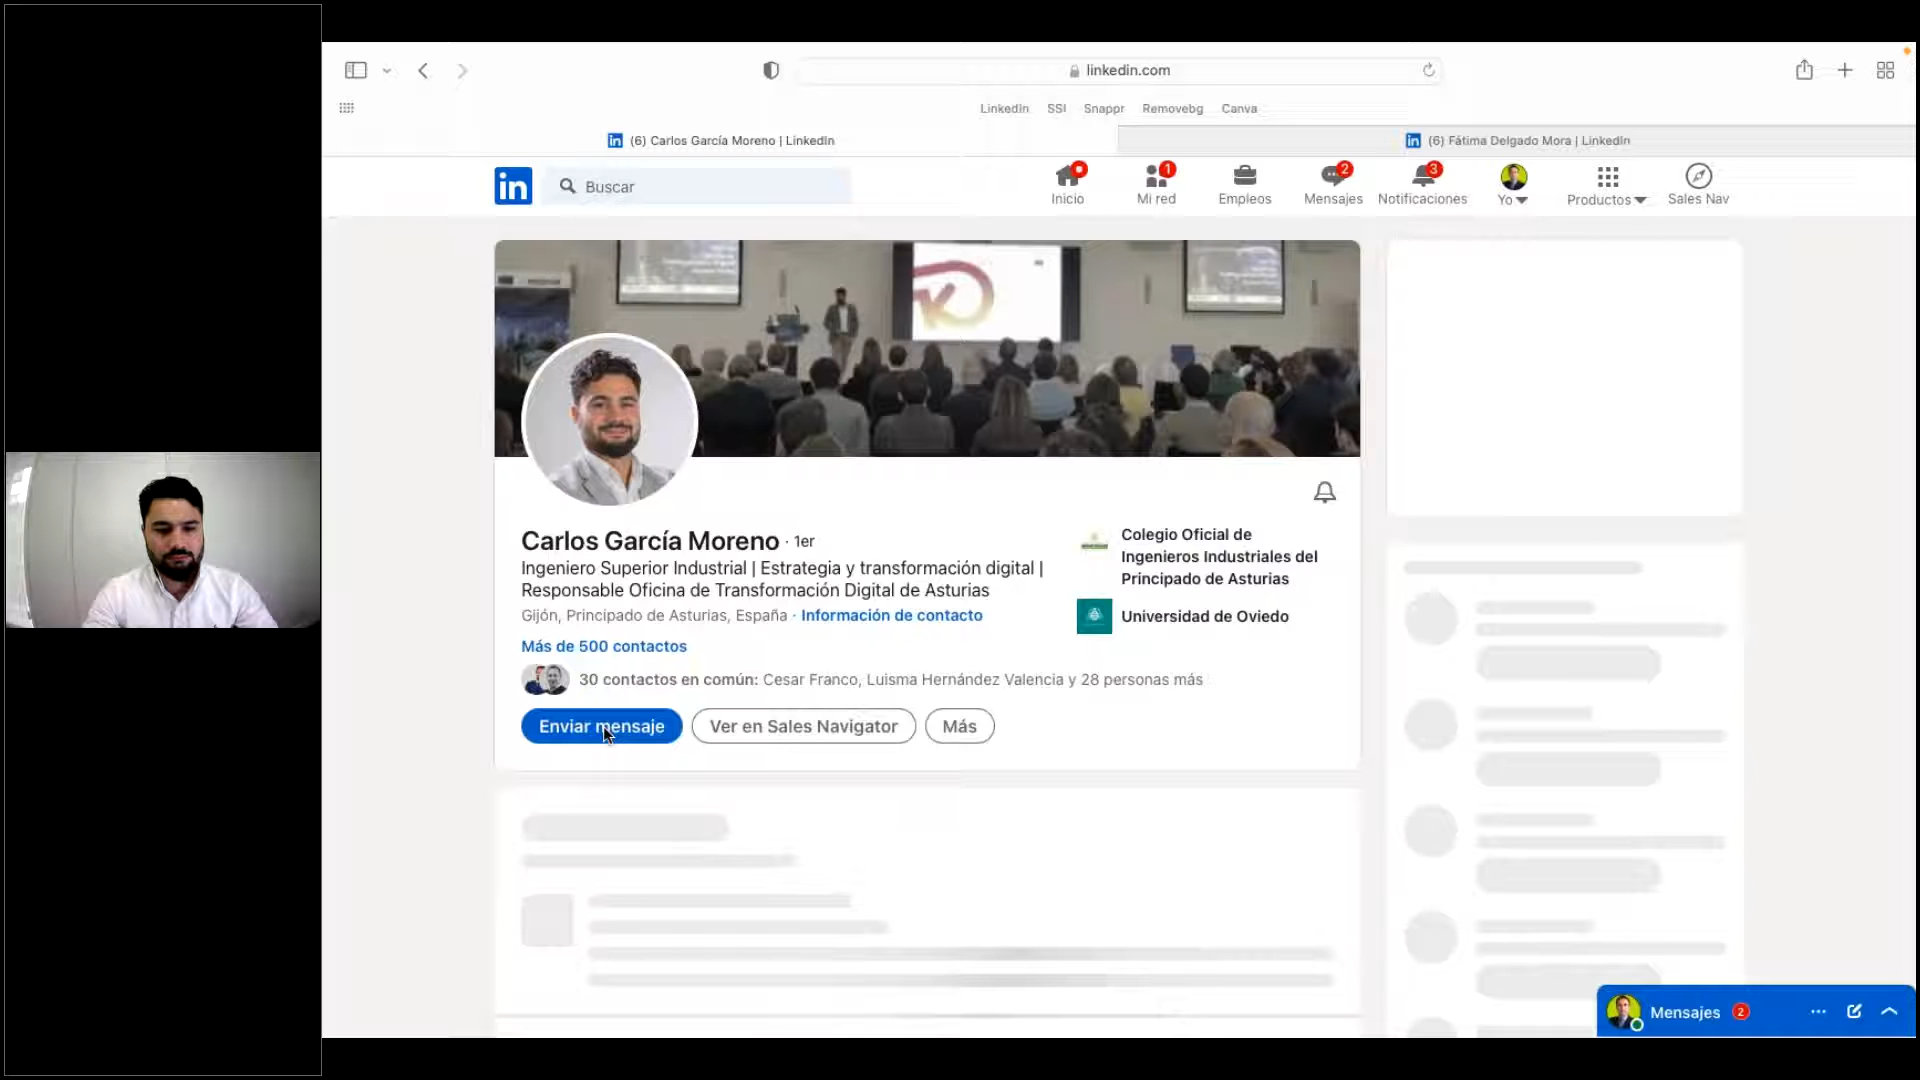 linkedin.com
LinkedIn SSI Snappr Removebg Canva
in (6) Carlos García Moreno | LinkedIn
in (6) Fátima Delgado Mora | LinkedIn
in Buscar
Inicio
1 Mi red
Empleos
2 Mensajes
3 Notificaciones
Yo
Productos
Sales Nav
Carlos García Moreno · 1er
Ingeniero Superior Industrial | Estrategia y transformación digital |
Responsable Oficina de Transformación Digital de Asturias
Gijón, Principado de Asturias, España · Información de contacto
Más de 500 contactos
30 contactos en común: Cesar Franco, Luisma Hernández Valencia y 28 personas más
Enviar mensaje Ver en Sales Navigator Más
Colegio Oficial de
Ingenieros Industriales del
Principado de Asturias
Universidad de Oviedo
Mensajes 2